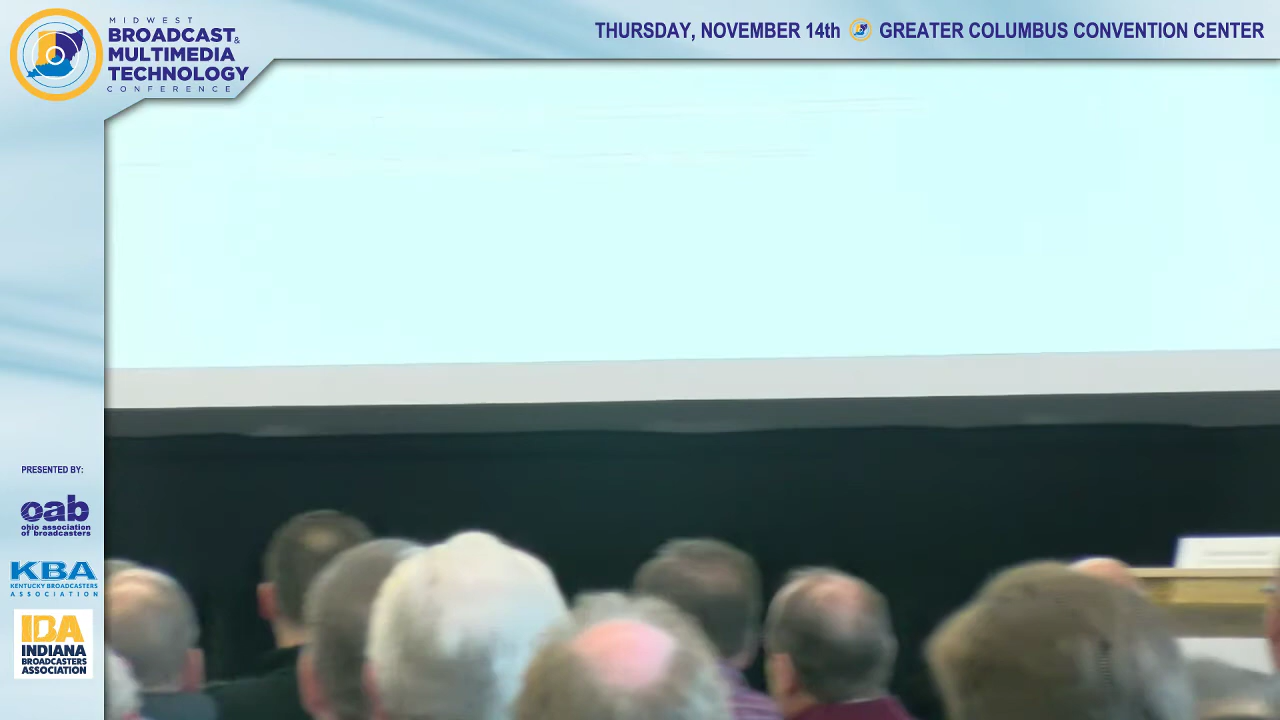 MIDWEST
BROADCAST &
MULTIMEDIA
TECHNOLOGY
CONFERENCE
THURSDAY, NOVEMBER 14th GREATER COLUMBUS CONVENTION CENTER
PRESENTED BY:
oab
ohio association
of broadcasters
KBA
KENTUCKY BROADCASTERS
ASSOCIATION
IBA
INDIANA
BROADCASTERS
ASSOCIATION